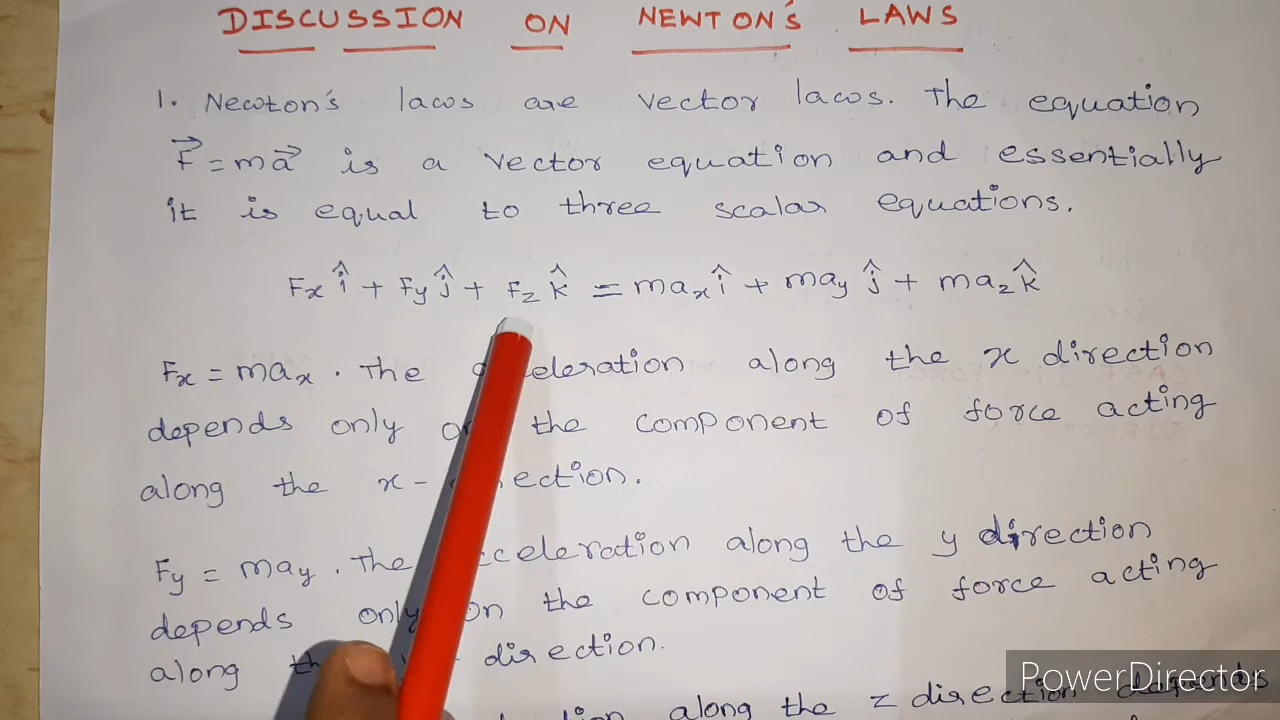 DISCUSSION ON NEWTON'S LAWS
1. Newton's laws are vector laws. The equation
F⃗ = ma⃗ is a vector equation and essentially
it is equal to three scalar equations.
Fx î + Fy ĵ + Fz k̂ = max î + may ĵ + maz k̂
Fx = max. The eleration along the x direction
depends only the component of force acting
along the x- ection.
Fy = may. The cceleration along the y direction
depends only on the component of force acting
along direction.
along the z direction depends
PowerDirector